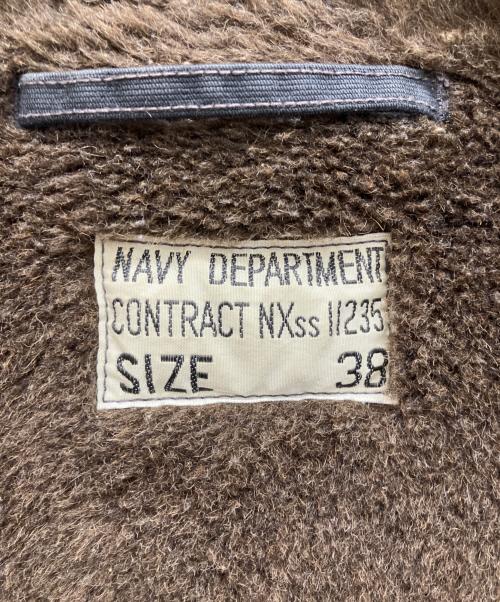 NAVY DEPARTMENT
CONTRACT NXss 11235
SIZE 38